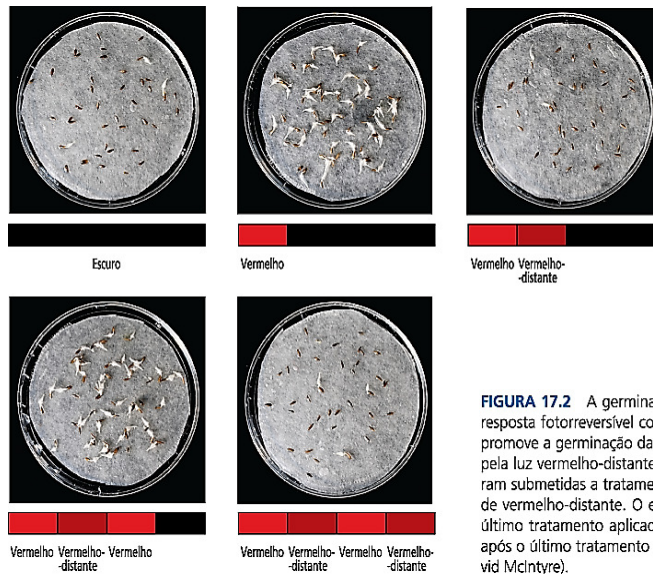 Escuro
Vermelho
Vermelho Vermelho-
-distante
Vermelho Vermelho- Vermelho
-distante
Vermelho Vermelho- Vermelho Vermelho-
-distante -distante
FIGURA 17.2 A germina
resposta fotorreversível co
promove a germinação da
pela luz vermelho-distante
ram submetidas a tratame
de vermelho-distante. O e
último tratamento aplicac
após o último tratamento
vid McIntyre).